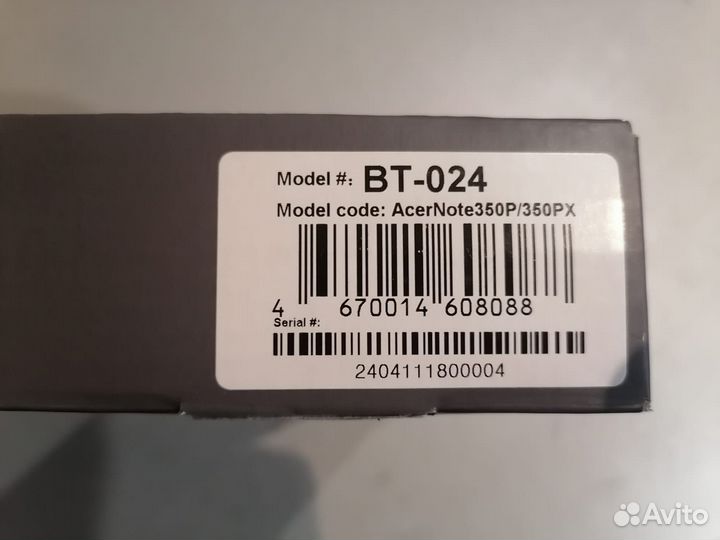 Model #: BT-024
Model code: AcerNote350P/350PX
4 670014 608088
Serial #:
2404111800004
Avito